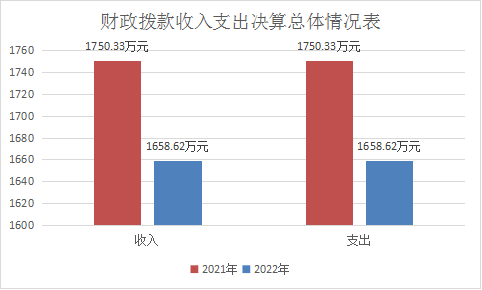 财政拨款收入支出决算总体情况表
1760
1740
1720
1700
1680
1660
1640
1620
1600
1750.33万元
1658.62万元
1750.33万元
1658.62万元
收入
支出
2021年
2022年